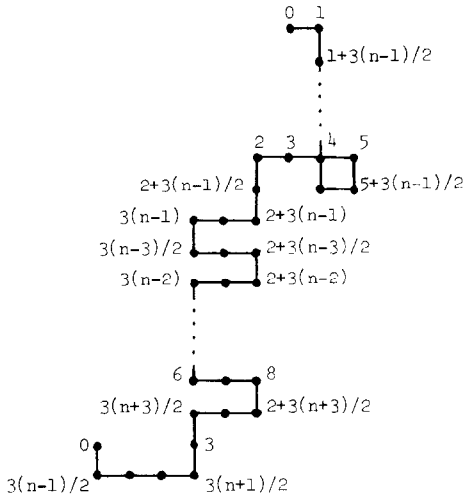 0 1
1+3(n-1)/2
2 3 4 5
2+3(n-1)/2 5+3(n-1)/2
3(n-1) 2+3(n-1)
3(n-3)/2 2+3(n-3)/2
3(n-2) 2+3(n-2)
6 8
3(n+3)/2 2+3(n+3)/2
0 3
3(n-1)/2 3(n+1)/2